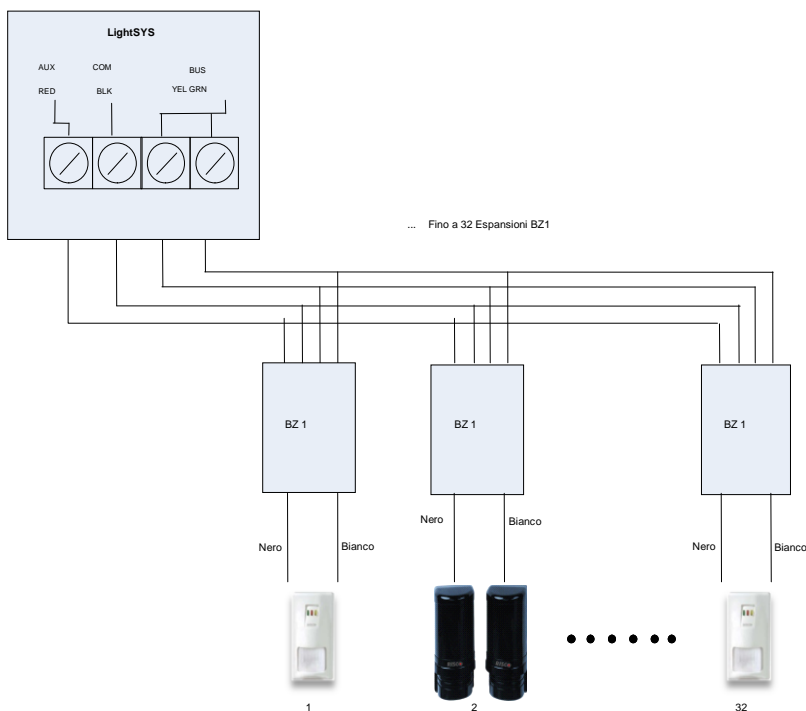 LightSYS
AUX COM BUS
RED BLK YEL GRN
... Fino a 32 Espansioni BZ1
BZ 1 BZ 1 BZ 1
Nero Bianco Nero Bianco Nero Bianco
1 2 32